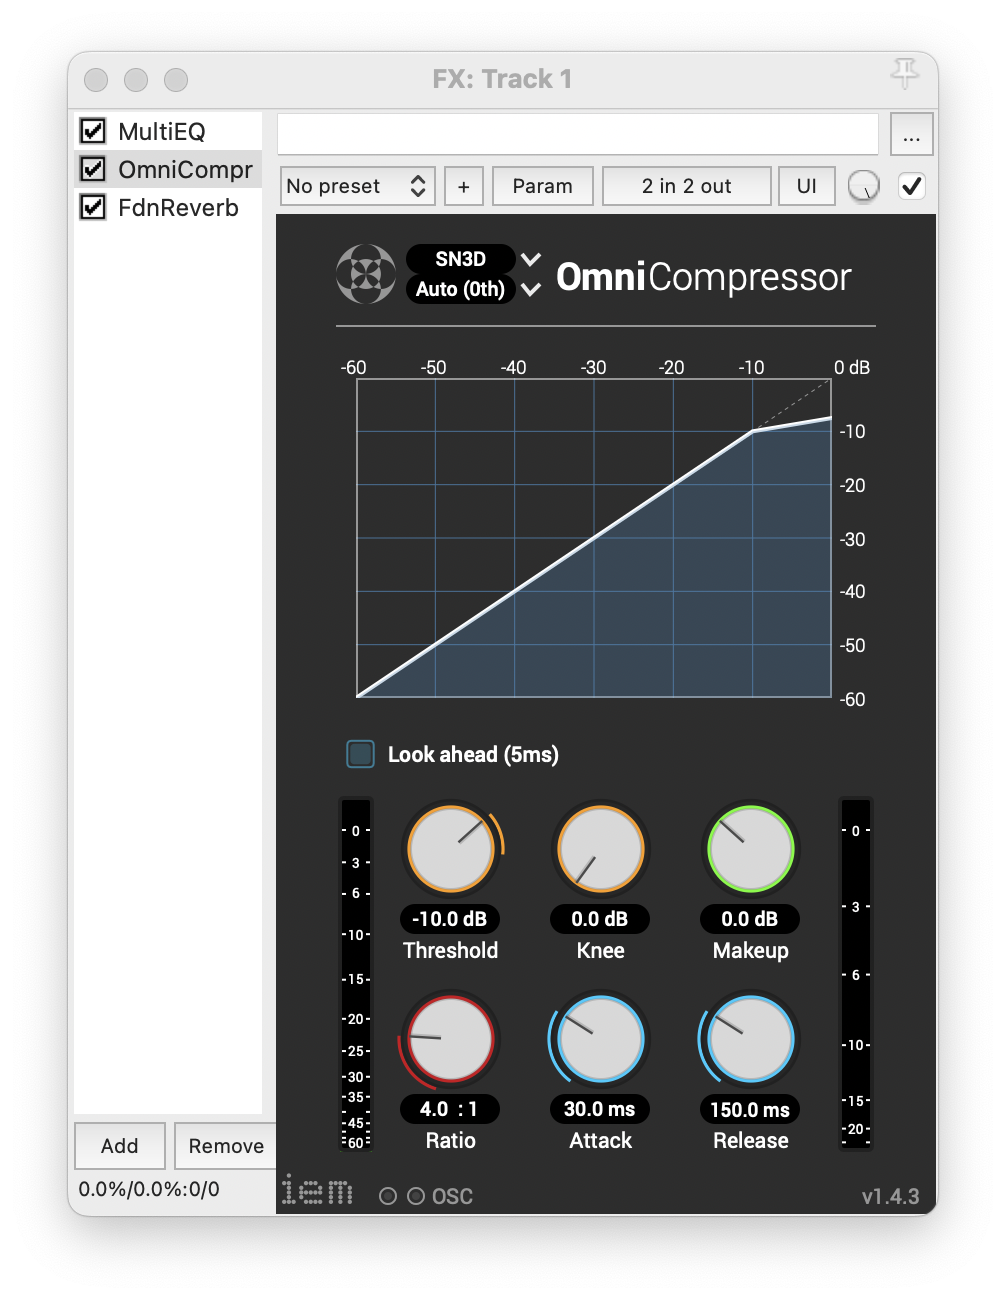 FX: Track 1
MultiEQ
OmniCompr
FdnReverb
...
No preset + Param 2 in 2 out UI
SN3D
Auto (0th)
OmniCompressor
-60 -50 -40 -30 -20 -10 0 dB
-10
-20
-30
-40
-50
-60
Look ahead (5ms)
0
3
6
10
15
20
25
30
35
45
60
-10.0 dB 0.0 dB 0.0 dB
Threshold Knee Makeup
4.0 : 1 30.0 ms 150.0 ms
Ratio Attack Release
0
3
6
10
15
20
Add Remove
0.0%/0.0%:0/0
iem OSC v1.4.3